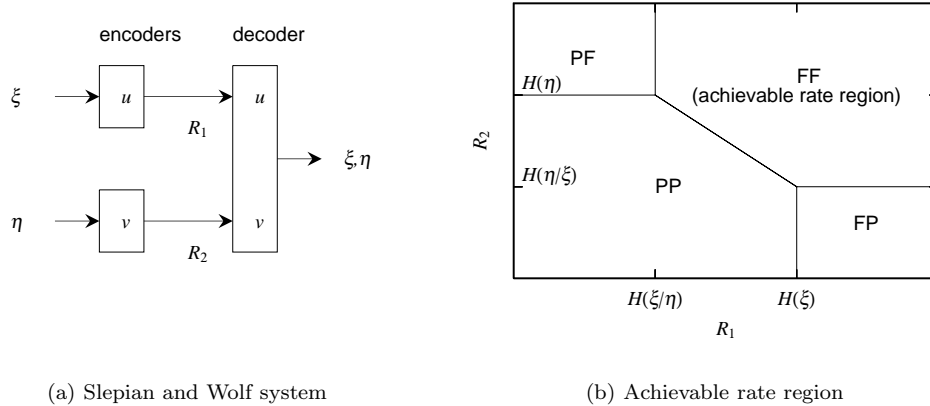 encoders
decoder
ξ
u
u
R1
ξ,η
η
v
v
R2
(a) Slepian and Wolf system
PF
FF
(achievable rate region)
H(η)
R2
H(η/ξ)
PP
FP
H(ξ/η)
H(ξ)
R1
(b) Achievable rate region